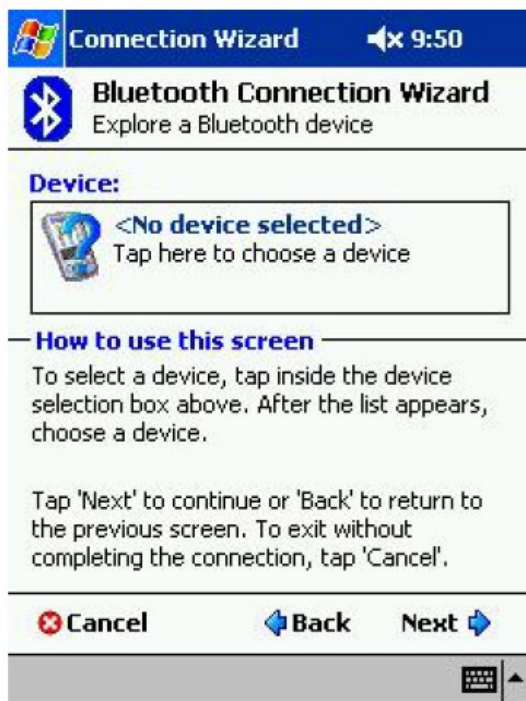 Connection Wizard 9:50
Bluetooth Connection Wizard
Explore a Bluetooth device
Device:
<No device selected>
Tap here to choose a device
How to use this screen
To select a device, tap inside the device
selection box above. After the list appears,
choose a device.
Tap 'Next' to continue or 'Back' to return to
the previous screen. To exit without
completing the connection, tap 'Cancel'.
Cancel Back Next